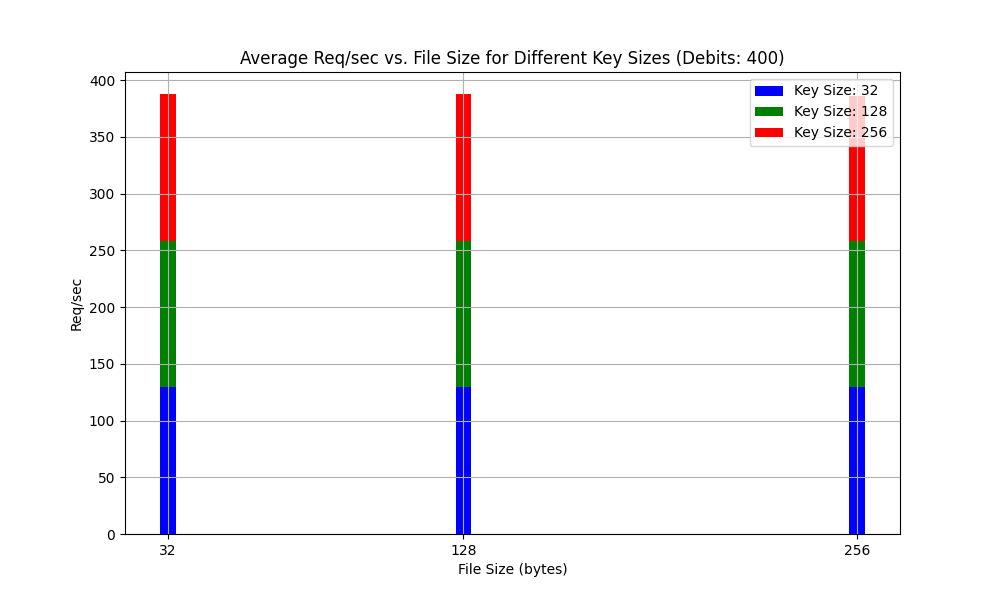 Average Req/sec vs. File Size for Different Key Sizes (Debits: 400)
Key Size: 32
Key Size: 128
Key Size: 256
400
350
300
250
200
150
100
50
0
Req/sec
32 128 256
File Size (bytes)